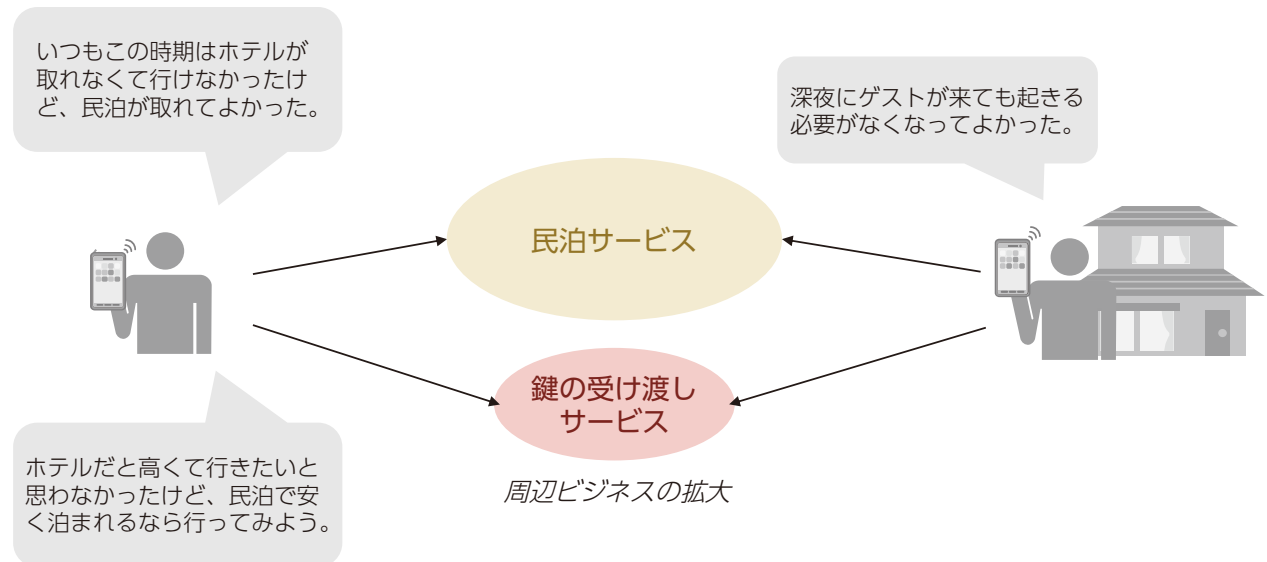 いつもこの時期はホテルが
取れなくて行けなかったけ
ど、民泊が取れてよかった。
深夜にゲストが来ても起きる
必要がなくなってよかった。
民泊サービス
鍵の受け渡し
サービス
周辺ビジネスの拡大
ホテルだと高くて行きたいと
思わなかったけど、民泊で安
く泊まれるなら行ってみよう。